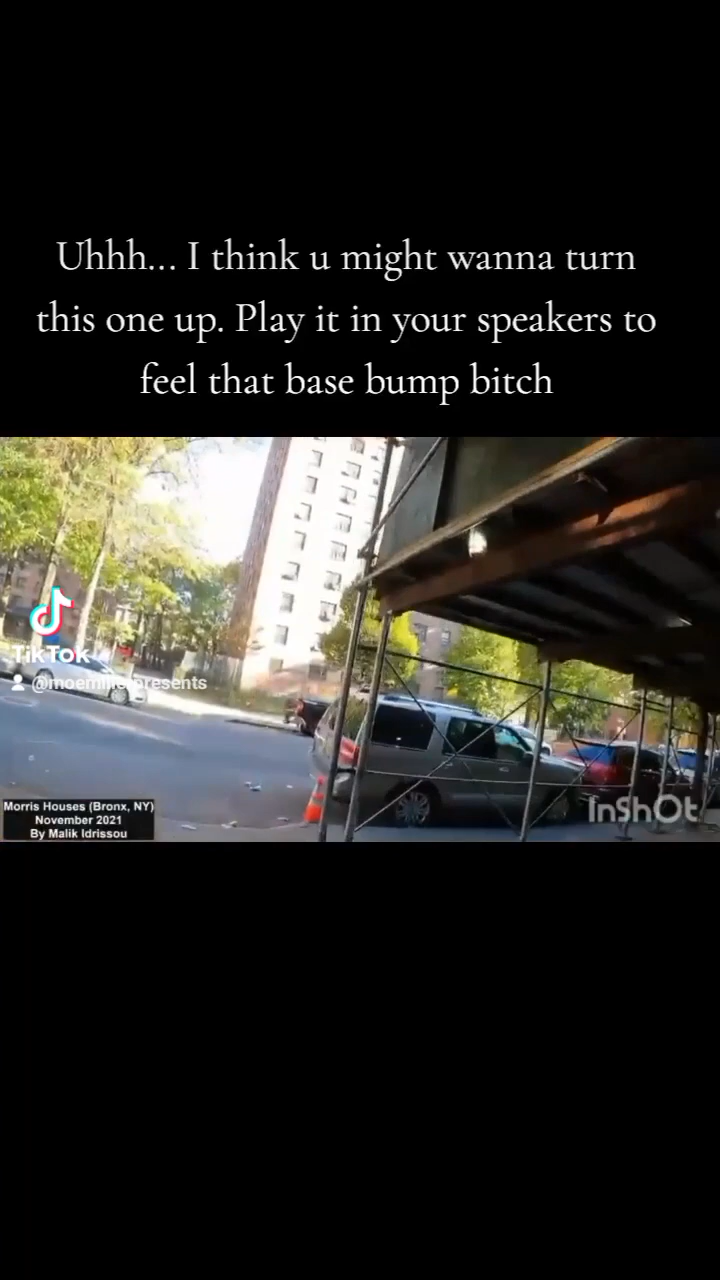 Uhhh... I think u might wanna turn
this one up. Play it in your speakers to
feel that base bump bitch
TikTok
Morris Houses (Bronx, NY)
November 2021
By Malik Idrissou
InShOt